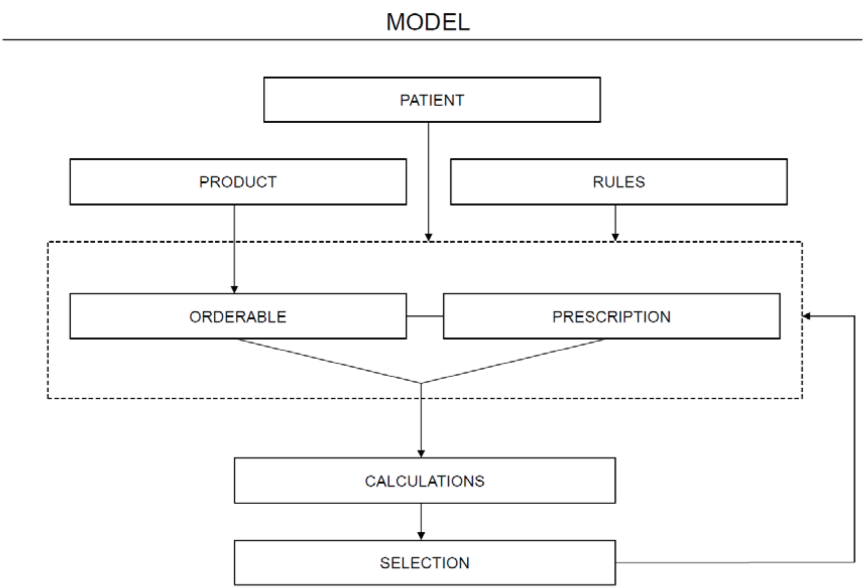 MODEL
PATIENT
PRODUCT
RULES
ORDERABLE
PRESCRIPTION
CALCULATIONS
SELECTION